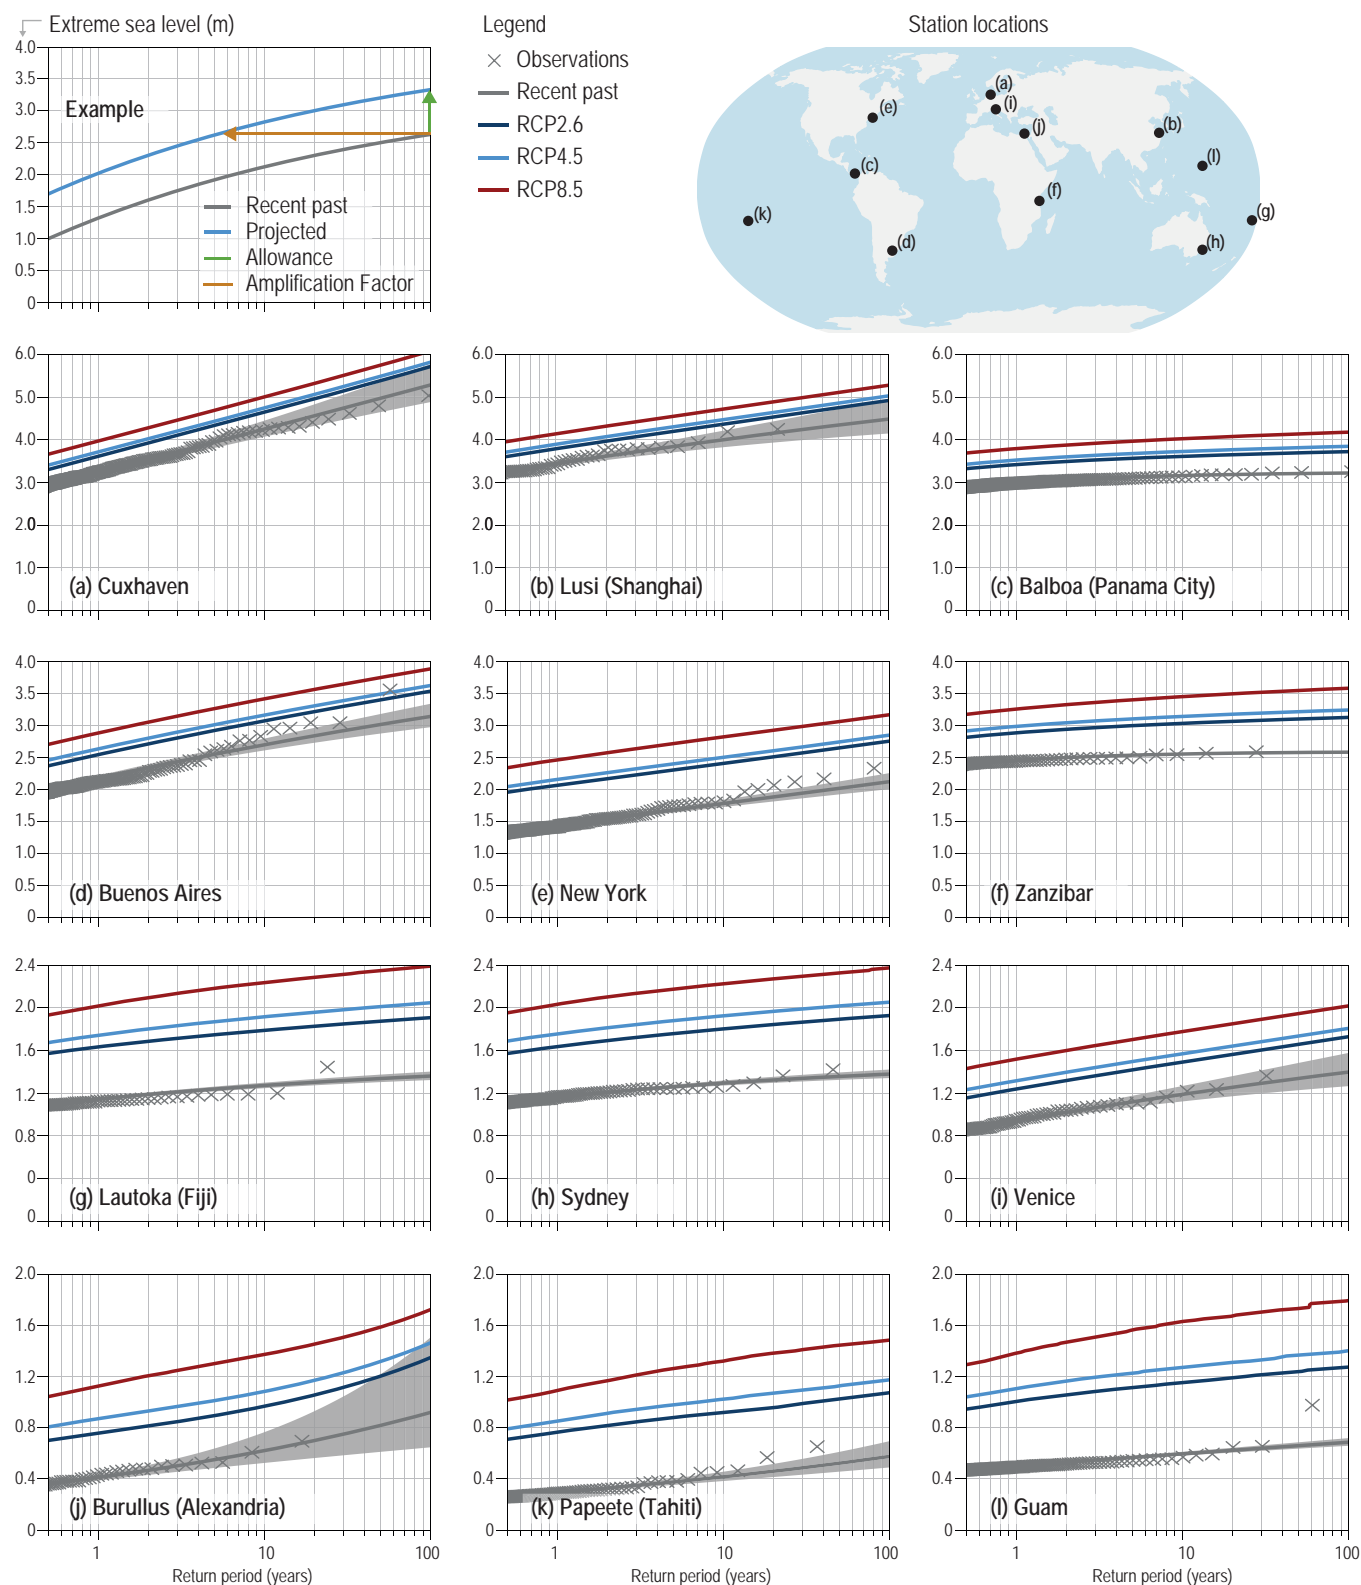 Extreme sea level (m)
4.0
3.5
3.0
2.5
2.0
1.5
1.0
0.5
0
Example
Recent past
Projected
Allowance
Amplification Factor
Legend
Observations
Recent past
RCP2.6
RCP4.5
RCP8.5
Station locations
(a)
(i)
(e)
(j)
(b)
(c)
(l)
(f)
(k)
(g)
(d)
(h)
6.0
5.0
4.0
3.0
2.0
1.0
0
(a) Cuxhaven
6.0
5.0
4.0
3.0
2.0
1.0
0
(b) Lusi (Shanghai)
6.0
5.0
4.0
3.0
2.0
1.0
0
(c) Balboa (Panama City)
4.0
3.5
3.0
2.5
2.0
1.5
1.0
0.5
0
(d) Buenos Aires
4.0
3.5
3.0
2.5
2.0
1.5
1.0
0.5
0
(e) New York
4.0
3.5
3.0
2.5
2.0
1.5
1.0
0.5
0
(f) Zanzibar
2.4
2.0
1.6
1.2
0.8
0
0
(g) Lautoka (Fiji)
2.4
2.0
1.6
1.2
0.8
0
0
(h) Sydney
2.4
2.0
1.6
1.2
0.8
0
0
(i) Venice
2.0
1.6
1.2
0.8
0.4
0
(j) Burullus (Alexandria)
1 10 100
Return period (years)
2.0
1.6
1.2
0.8
0.4
0
(k) Papeete (Tahiti)
1 10 100
Return period (years)
2.0
1.6
1.2
0.8
0.4
0
(l) Guam
1 10 100
Return period (years)